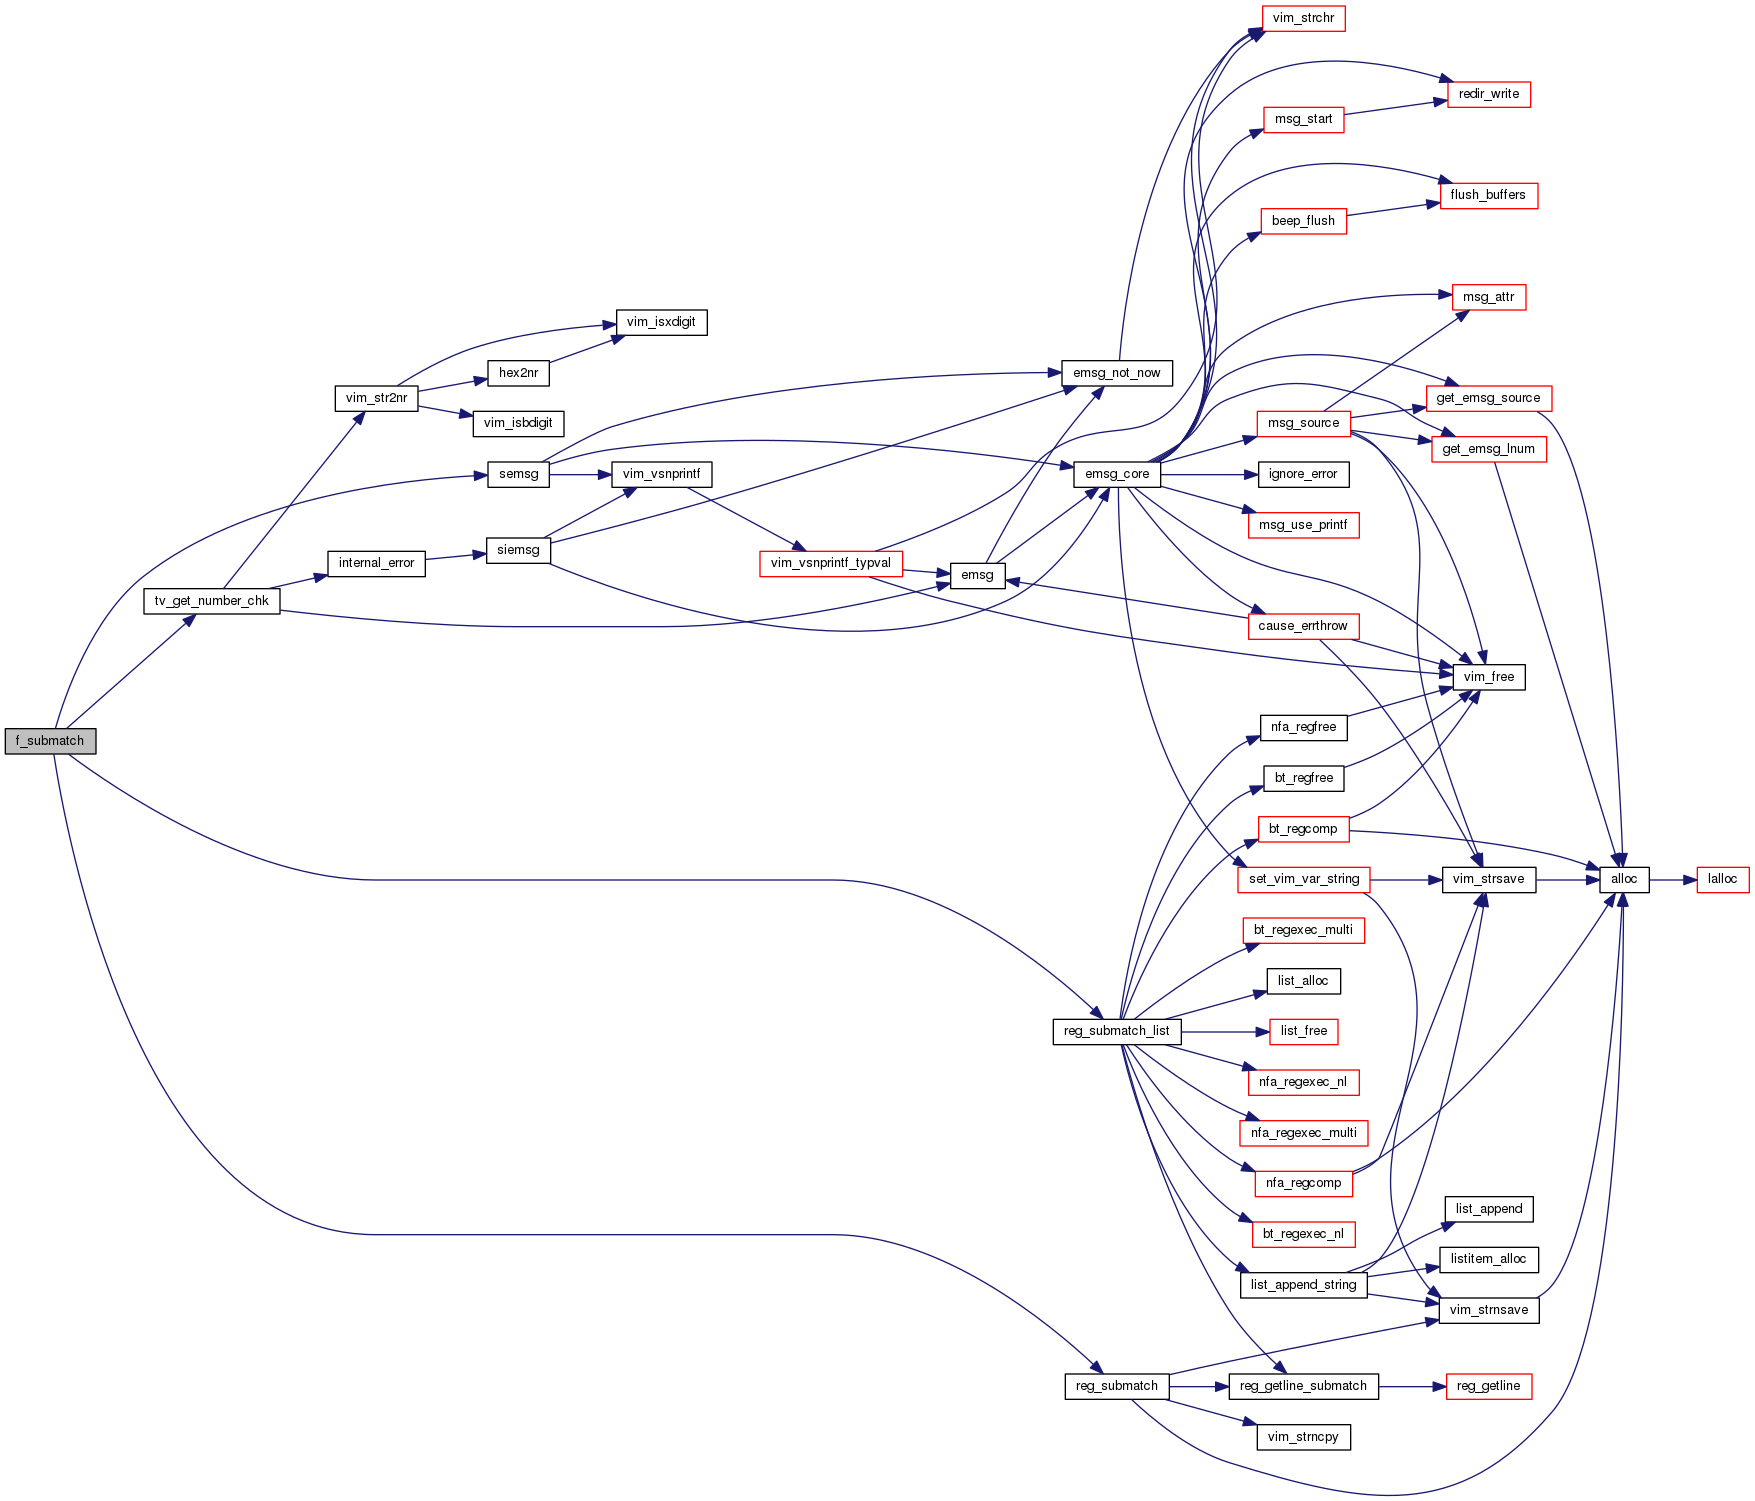 vim_strchr
redir_write
msg_start
flush_buffers
beep_flush
msg_attr
vim_isxdigit
hex2nr
emsg_not_now
vim_str2nr
get_emsg_source
vim_isbdigit
msg_source
get_emsg_lnum
semsg
vim_vsnprintf
emsg_core
ignore_error
msg_use_printf
siemsg
internal_error
vim_vsnprintf_typval
emsg
tv_get_number_chk
cause_errthrow
vim_free
nfa_regfree
f_submatch
bt_regfree
bt_regcomp
set_vim_var_string
vim_strsave
alloc
lalloc
bt_regexec_multi
list_alloc
reg_submatch_list
list_free
nfa_regexec_nl
nfa_regexec_multi
nfa_regcomp
list_append
bt_regexec_nl
listitem_alloc
list_append_string
vim_strnsave
reg_submatch
reg_getline_submatch
reg_getline
vim_strncpy